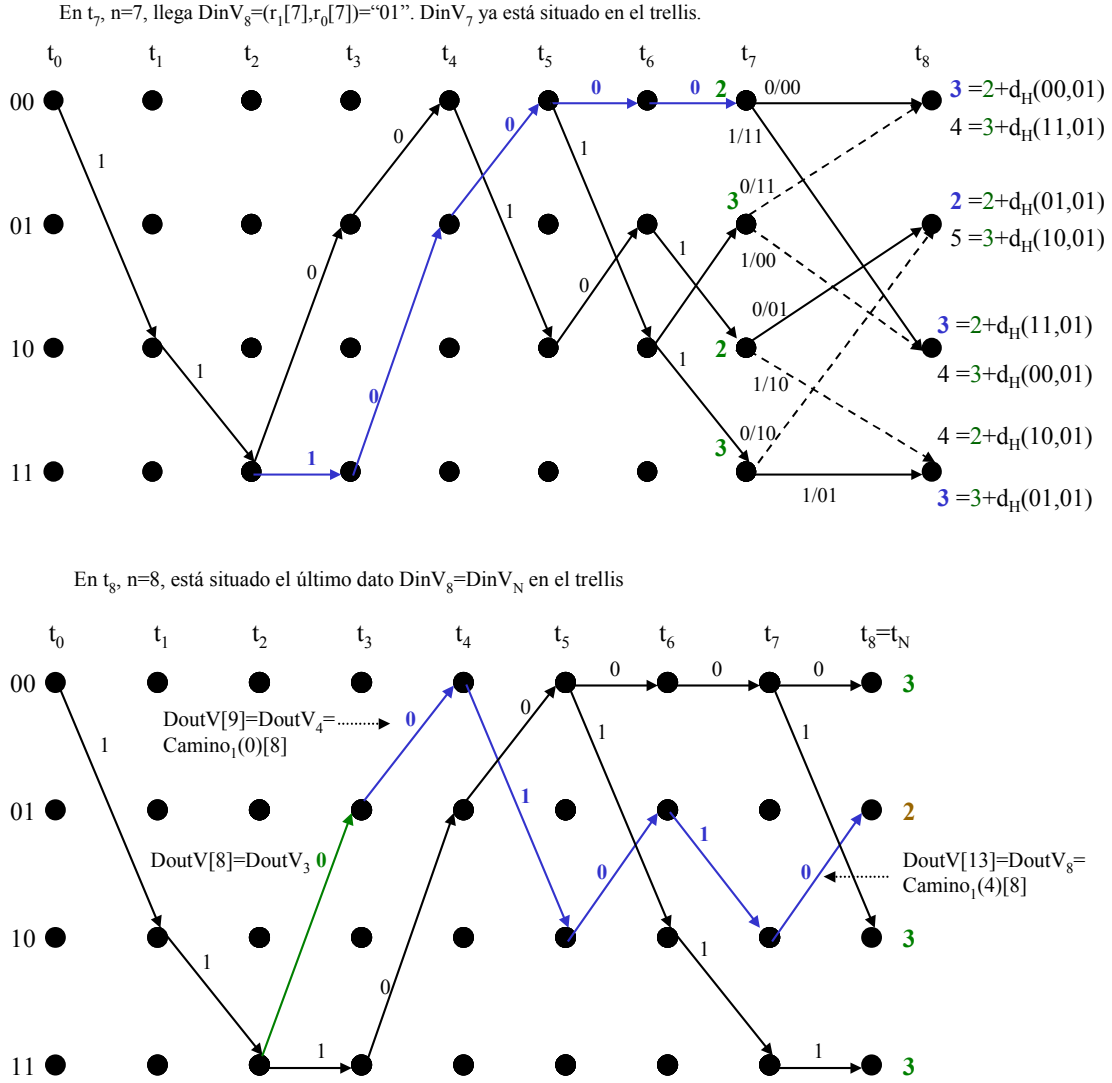 En t7, n=7, llega DinV8=(r1[7],r0[7])=“01”. DinV7 ya está situado en el trellis.
t0 t1 t2 t3 t4 t5 t6 t7 t8
0 0 2 0/00 3 =2+dH(00,01)
00
1 0 0 1 1/11 4 =3+dH(11,01)
3 0/11 2 =2+dH(01,01)
01 1 5 =3+dH(10,01)
0 0 1 1/00
0/01
3 =2+dH(11,01)
10 2
1 0 1 1/10 4 =3+dH(00,01)
3 0/10 4 =2+dH(10,01)
11 1 1/01 3 =3+dH(01,01)
En t8, n=8, está situado el último dato DinV8=DinVN en el trellis
t0 t1 t2 t3 t4 t5 t6 t7 t8=tN
0 0 0
00 3
DoutV[9]=DoutV4= 0 0
Camino1(0)[8]
1 1 1
1
01 2
1
DoutV[8]=DoutV3 0 0 0 DoutV[13]=DoutV8=
Camino1(4)[8]
10 3
1 0 1
11 1 1 3